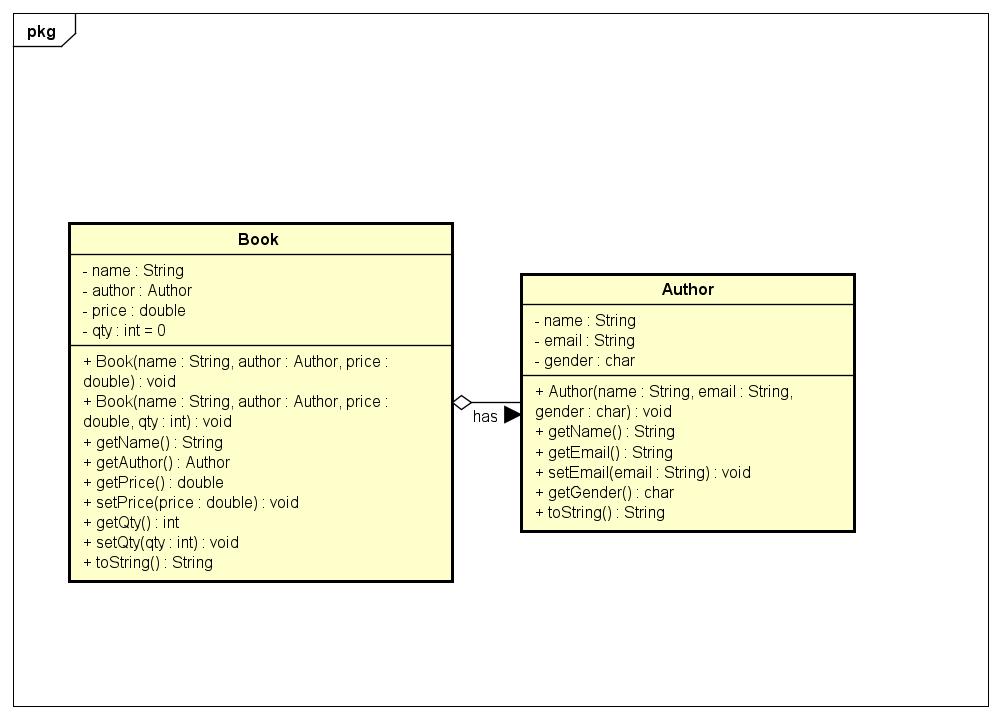 pkg
Book
- name : String
- author : Author
- price : double
- qty : int = 0
+ Book(name : String, author : Author, price :
double) : void
+ Book(name : String, author : Author, price :
double, qty : int) : void
+ getName() : String
+ getAuthor() : Author
+ getPrice() : double
+ setPrice(price : double) : void
+ getQty() : int
+ setQty(qty : int) : void
+ toString() : String
has
Author
- name : String
- email : String
- gender : char
+ Author(name : String, email : String,
gender : char) : void
+ getName() : String
+ getEmail() : String
+ setEmail(email : String) : void
+ getGender() : char
+ toString() : String